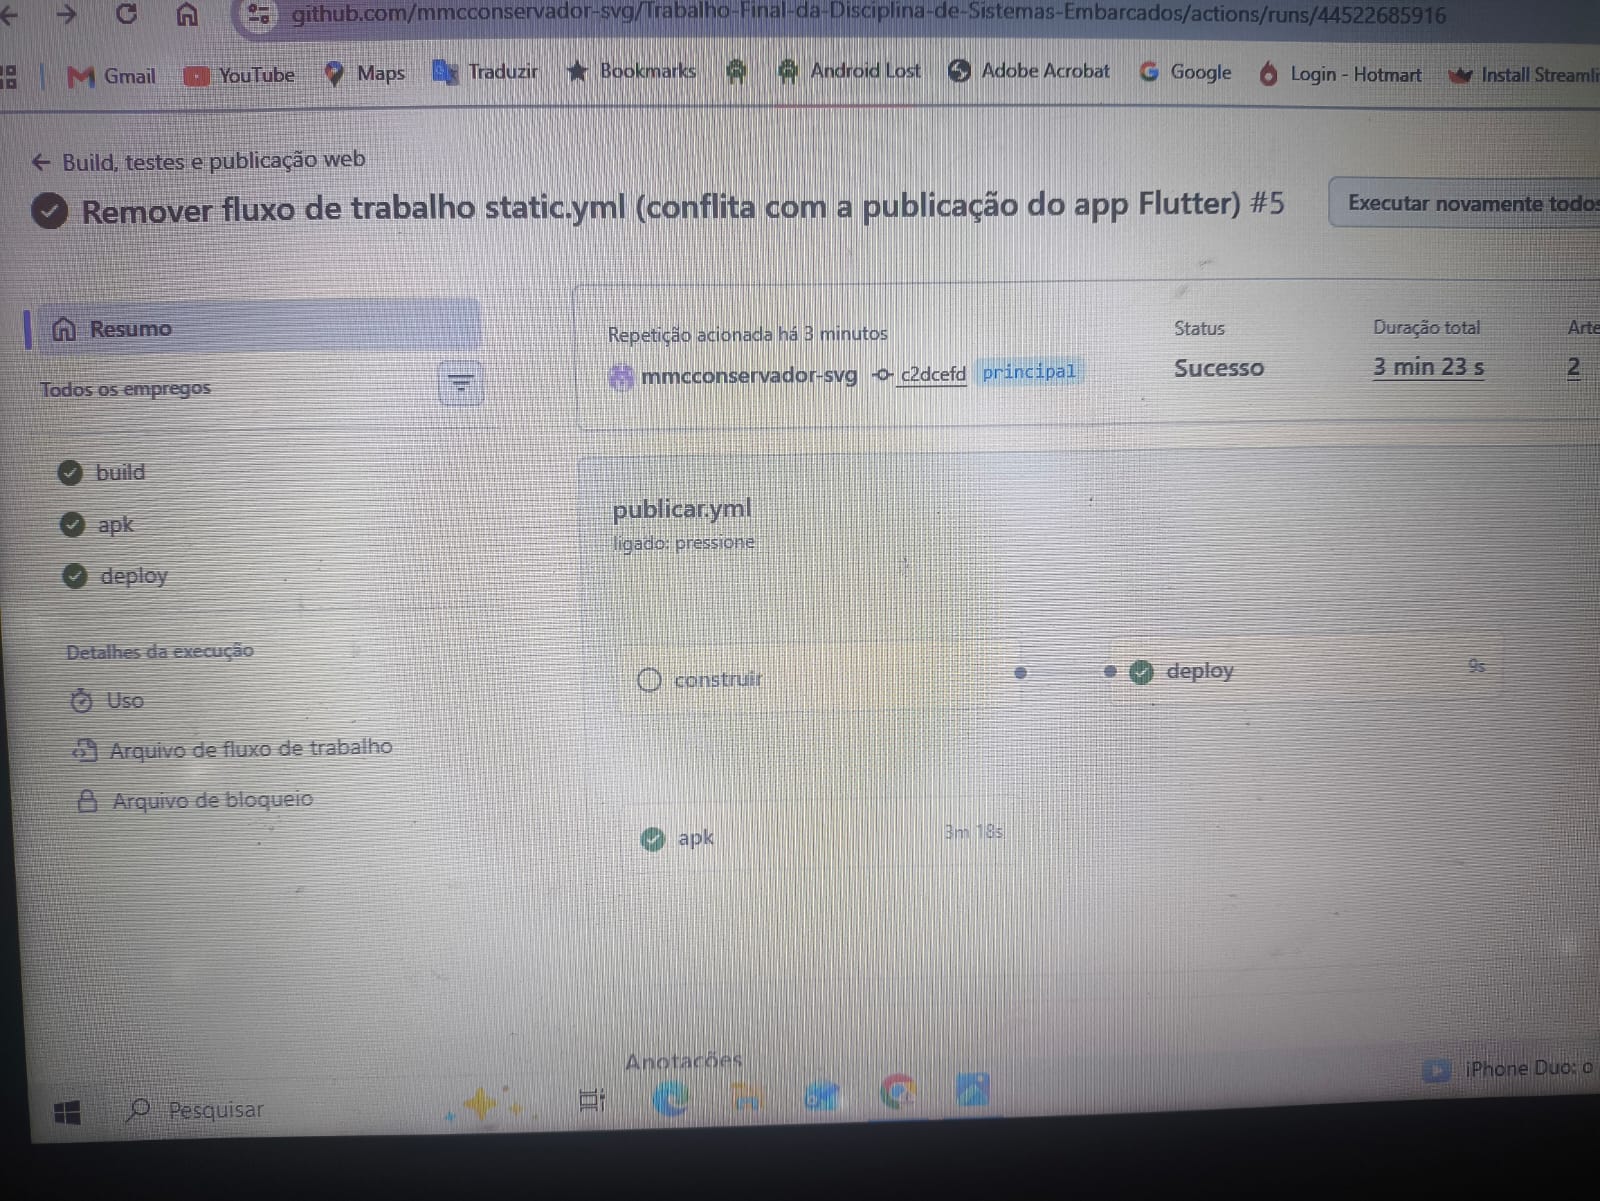 github.com/mmcconservador-svg/Trabalho-Final-da-Disciplina-de-Sistemas-Embarcados/actions/runs/44522685916
Gmail YouTube Maps Traduzir Bookmarks Android Lost Adobe Acrobat Google Login - Hotmart Install Streamli
← Build, testes e publicação web
Remover fluxo de trabalho static.yml (conflita com a publicação do app Flutter) #5
Executar novamente todos
Resumo
Todos os empregos
build
apk
deploy
Detalhes da execução
Uso
Arquivo de fluxo de trabalho
Arquivo de bloqueio
Repetição acionada há 3 minutos
mmcconservador-svg c2dcefd principal
Status
Sucesso
Duração total
3 min 23 s
Arte
2
publicar.yml
ligado: pressione
construir
deploy 9s
apk 3m 18s
Anotações
Pesquisar
iPhone Duo: o